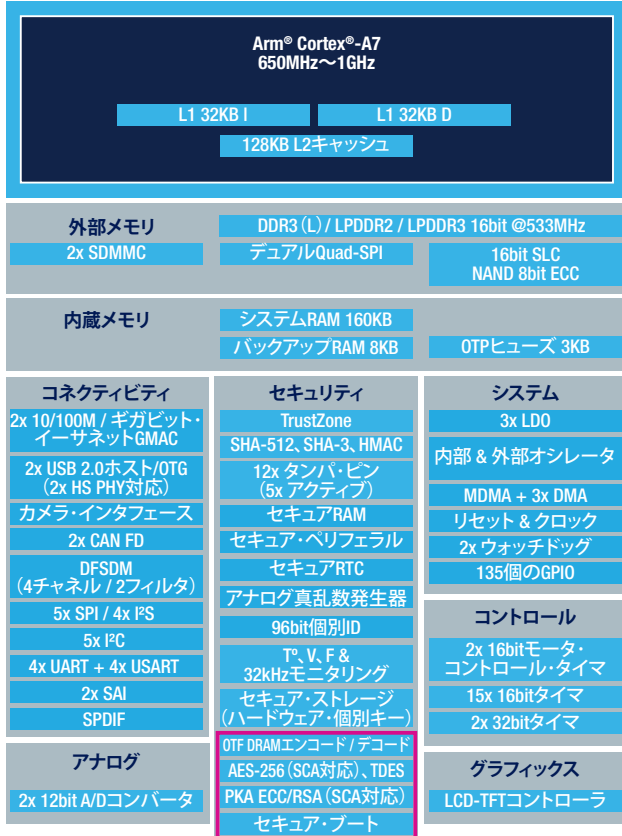 Arm® Cortex®-A7
650MHz～1GHz
L1 32KB I
L1 32KB D
128KB L2キャッシュ
外部メモリ
DDR3（L）/ LPDDR2 / LPDDR3 16bit @533MHz
2x SDMMC
デュアルQuad-SPI
16bit SLC
NAND 8bit ECC
内蔵メモリ
システムRAM 160KB
バックアップRAM 8KB
OTPヒューズ 3KB
コネクティビティ
2x 10/100M / ギガビット・
イーサネットGMAC
2x USB 2.0ホスト/OTG
（2x HS PHY対応）
カメラ・インタフェース
2x CAN FD
DFSDM
（4チャネル / 2フィルタ）
5x SPI / 4x I²S
5x I²C
4x UART + 4x USART
2x SAI
SPDIF
アナログ
2x 12bit A/Dコンバータ
セキュリティ
TrustZone
SHA-512、SHA-3、HMAC
12x タンパ・ピン
（5x アクティブ）
セキュアRAM
セキュア・ペリフェラル
セキュアRTC
アナログ真乱数発生器
96bit個別ID
Tº、V、F &
32kHzモニタリング
セキュア・ストレージ
（ハードウェア・個別キー）
OTF DRAMエンコード / デコード
AES-256（SCA対応）、TDES
PKA ECC/RSA（SCA対応）
セキュア・ブート
システム
3x LDO
内部 & 外部オシレータ
MDMA + 3x DMA
リセット & クロック
2x ウォッチドッグ
135個のGPIO
コントロール
2x 16bitモータ・
コントロール・タイマ
15x 16bitタイマ
2x 32bitタイマ
グラフィックス
LCD-TFTコントローラ